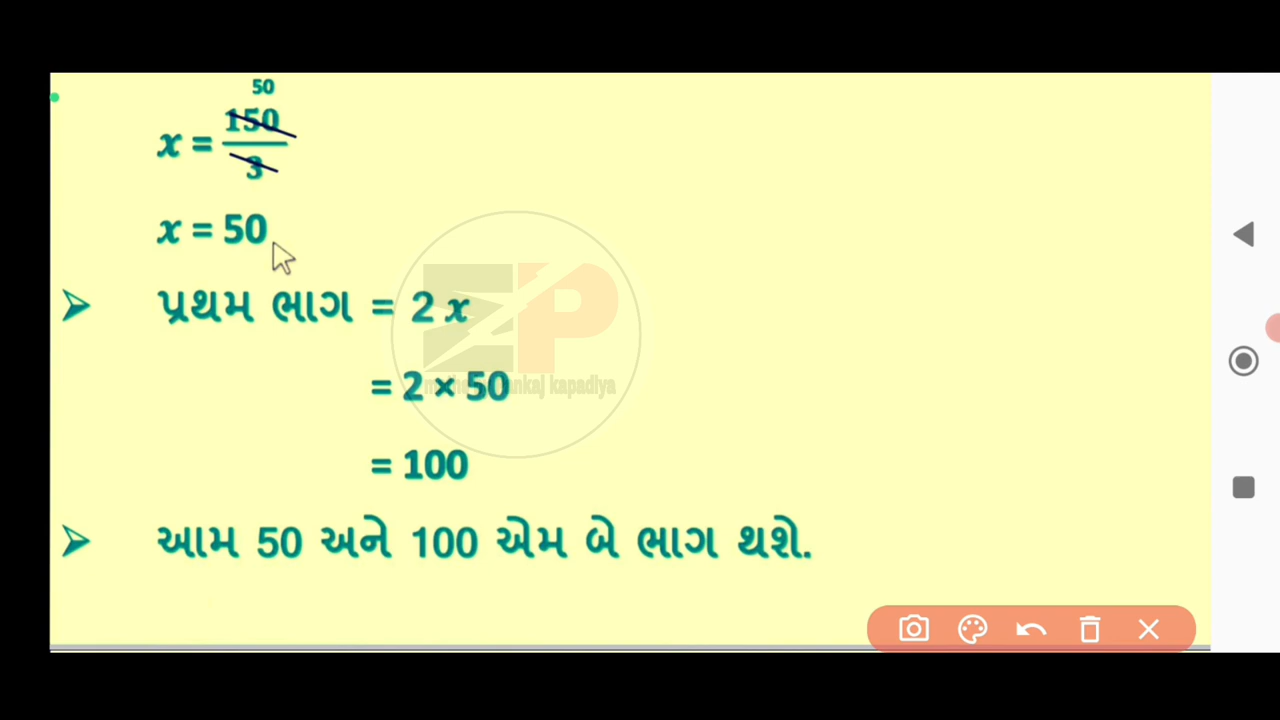 50
x = 150/3
x = 50
➢ પ્રથમ ભાગ = 2 x
= 2 × 50
= 100
➢ આમ 50 અને 100 એમ બે ભાગ થશે.